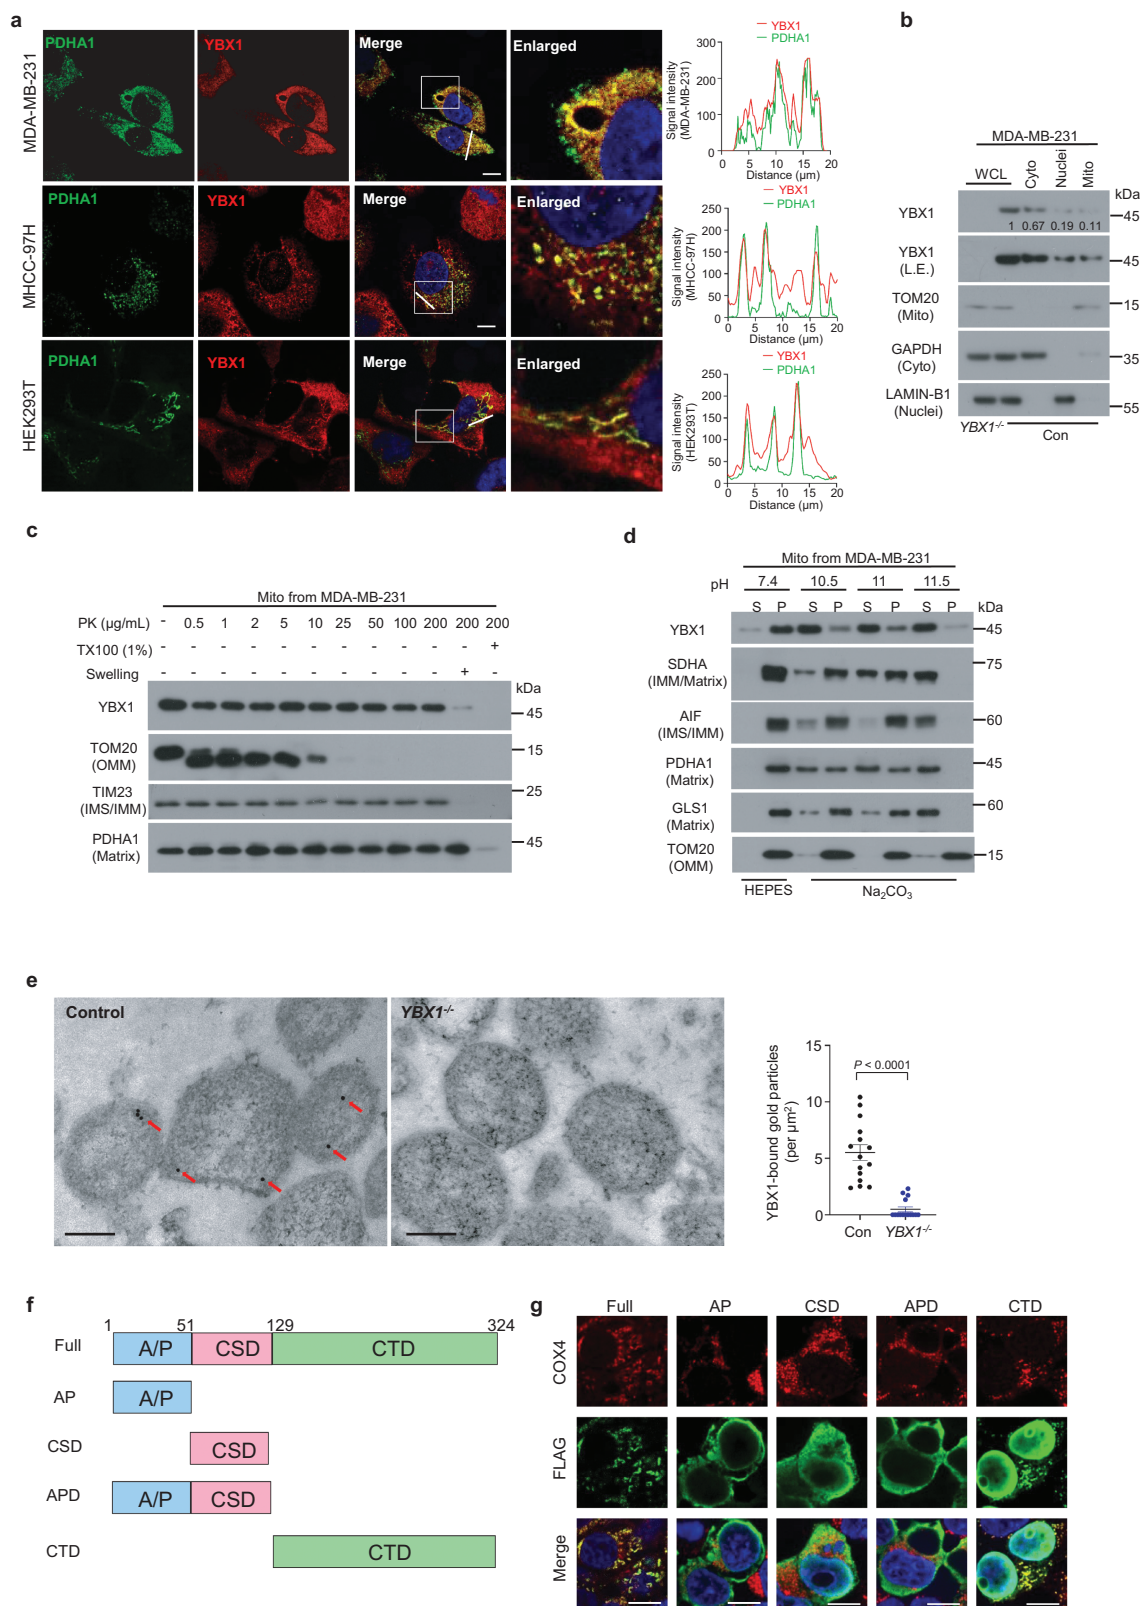 a
PDHA1 YBX1 Merge Enlarged
MDA-MB-231
YBX1
PDHA1
Signal intensity
(MDA-MB-231)
300
200
100
0
0 5 10 15 20
Distance (µm)
PDHA1 YBX1 Merge Enlarged
MHCC-97H
YBX1
PDHA1
Signal intensity
(MHCC-97H)
250
200
150
100
50
0
0 5 10 15 20
Distance (µm)
PDHA1 YBX1 Merge Enlarged
HEK293T
YBX1
PDHA1
Signal intensity
(HEK293T)
250
200
150
100
50
0
0 5 10 15 20
Distance (µm)
b
MDA-MB-231
WCL Cyto Nuclei Mito
kDa
YBX1 45
1 0.67 0.19 0.11
YBX1
(L.E.) 45
TOM20
(Mito) 15
GAPDH
(Cyto) 35
LAMIN-B1
(Nuclei) 55
YBX1-/- Con
c
Mito from MDA-MB-231
PK (µg/mL) - 0.5 1 2 5 10 25 50 100 200 200 200
TX100 (1%) - - - - - - - - - - - +
Swelling - - - - - - - - - - + -
kDa
YBX1 45
TOM20
(OMM) 15
TIM23
(IMS/IMM) 25
PDHA1
(Matrix) 45
d
Mito from MDA-MB-231
pH 7.4 10.5 11 11.5
S P S P S P S P kDa
YBX1 45
SDHA
(IMM/Matrix) 75
AIF
(IMS/IMM) 60
PDHA1
(Matrix) 45
GLS1
(Matrix) 60
TOM20
(OMM) 15
HEPES Na2CO3
e
Control YBX1-/-
YBX1-bound gold particles
(per µm2)
15
10
5
0
P < 0.0001
Con YBX1-/-
f
1 51 129 324
Full A/P CSD CTD
AP A/P
CSD CSD
APD A/P CSD
CTD CTD
g
Full AP CSD APD CTD
COX4
FLAG
Merge